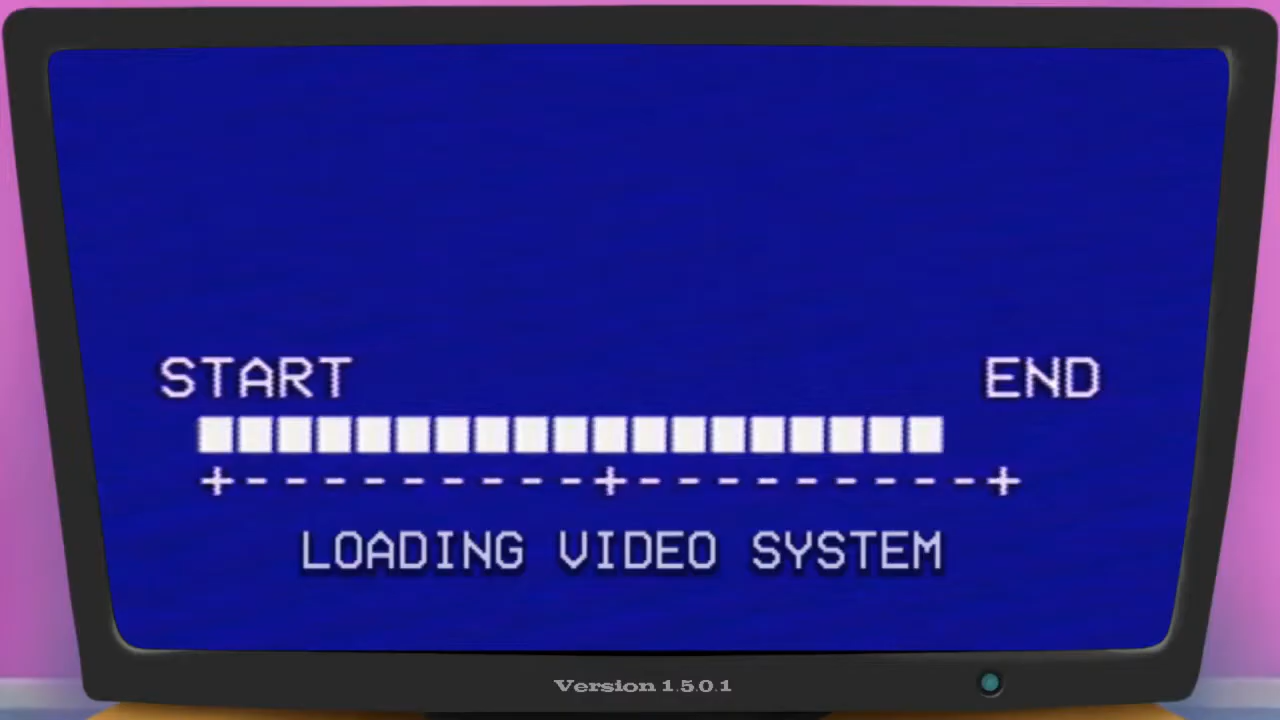 START END
+---------+---------+
LOADING VIDEO SYSTEM
Version 1.5.0.1